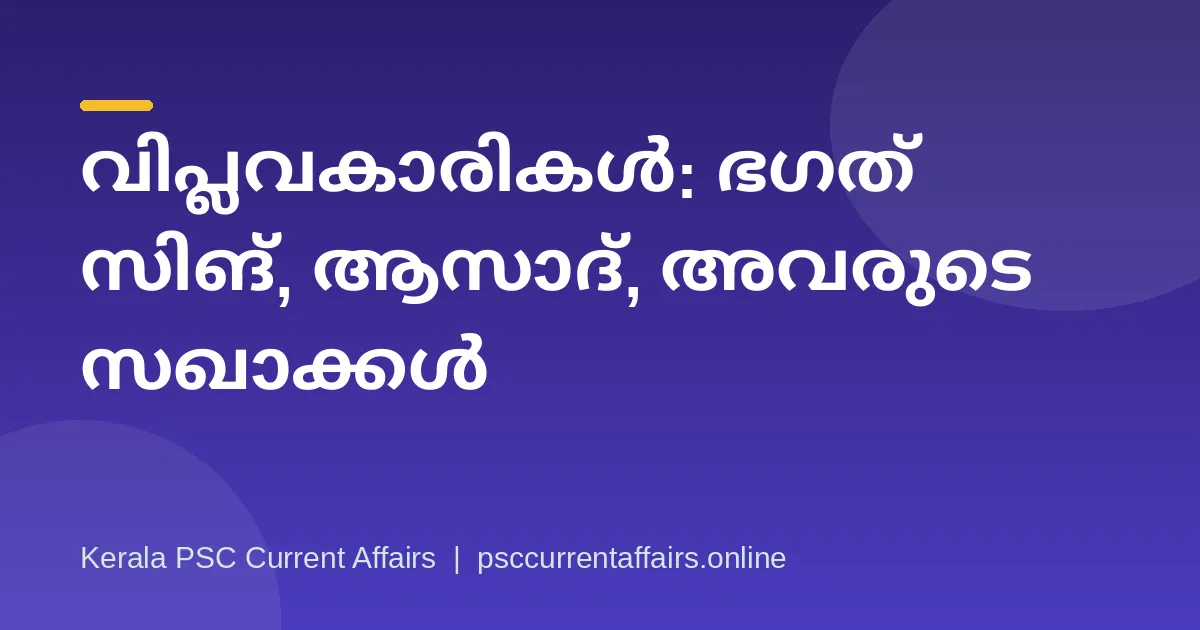 വിപ്ലവകാരികൾ: ഭഗത്
സിങ്, ആസാദ്, അവരുടെ
സഖാക്കൾ
Kerala PSC Current Affairs | psccurrentaffairs.online